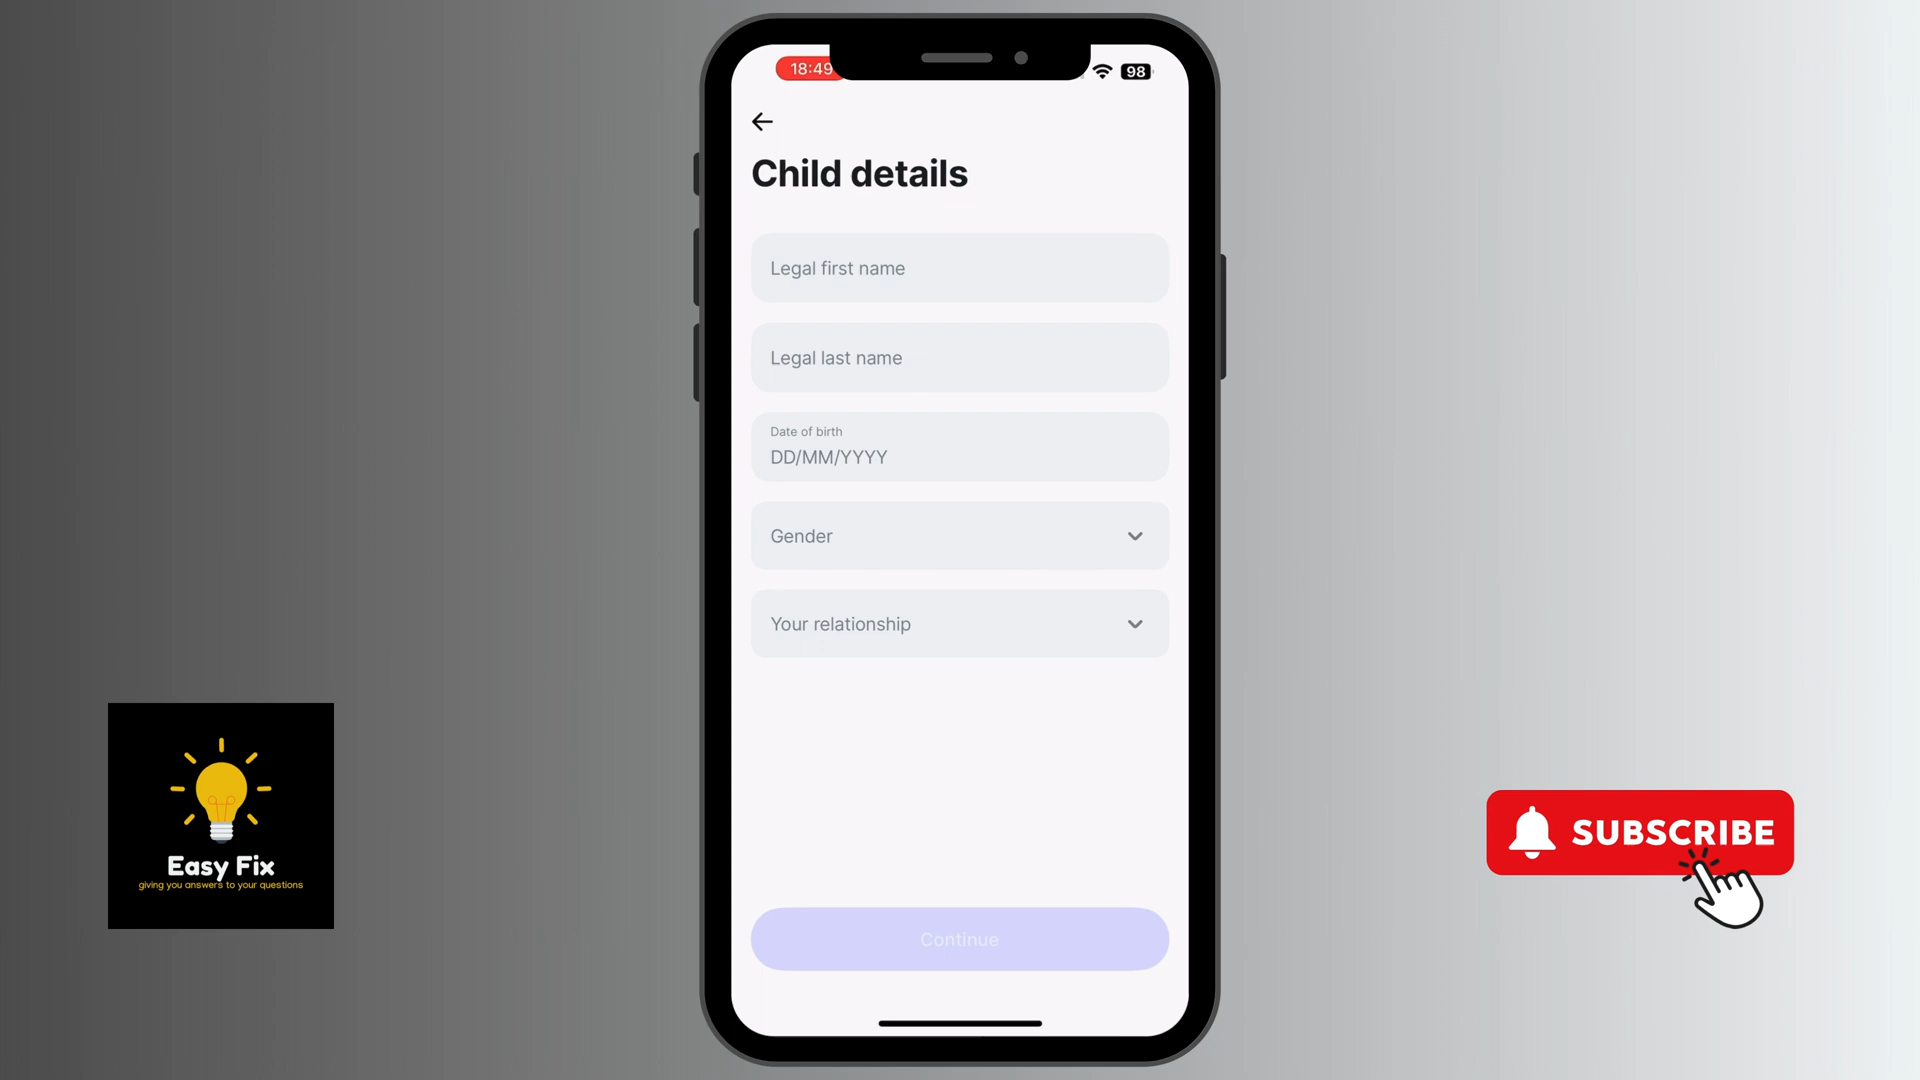 18:49
98
Child details
Legal first name
Legal last name
Date of birth
DD/MM/YYYY
Gender
Your relationship
Continue
Easy Fix
giving you answers to your questions
SUBSCRIBE